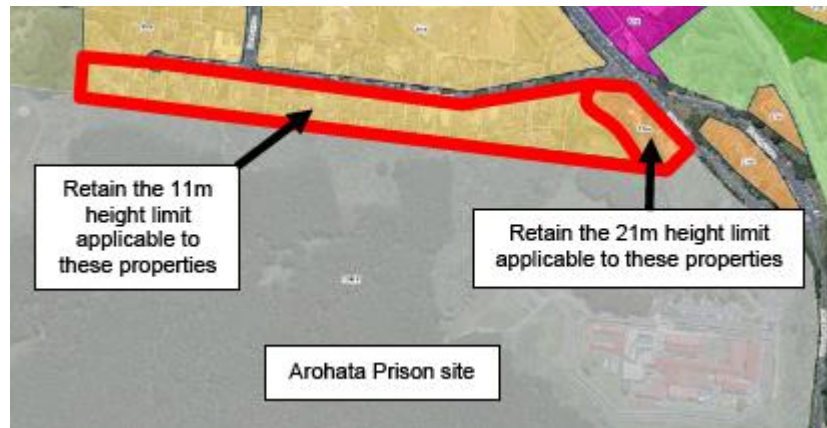 Retain the 11m
height limit
applicable to
these properties
Retain the 21m height limit
applicable to these properties
Arohata Prison site